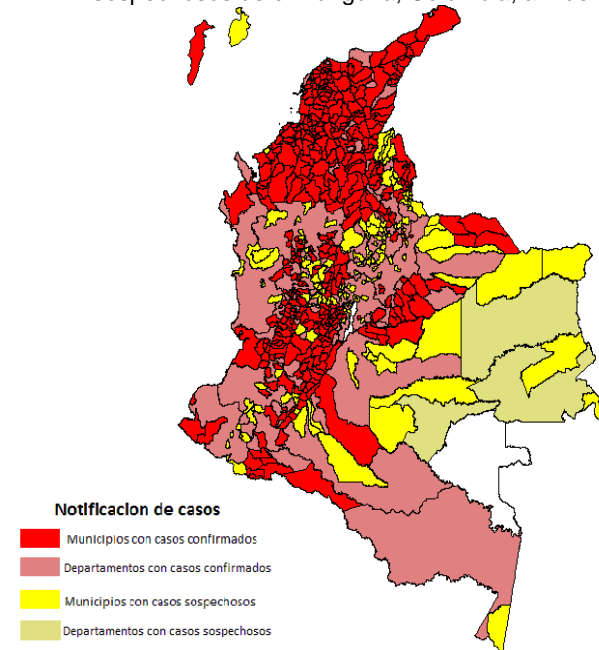 Notificacion de casos
Municipios con casos confirmados
Departamentos con casos confirmados
Municipios con casos sospechosos
Departamentos con casos sospechosos